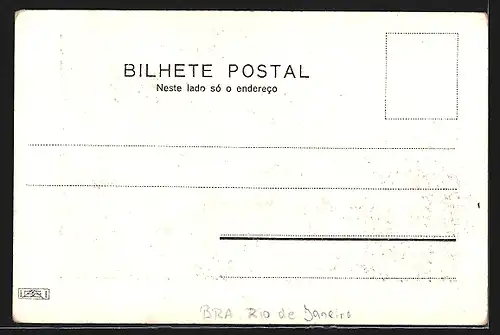 BILHETE POSTAL
Neste lado só o endereço
BRA Rio de Janeiro